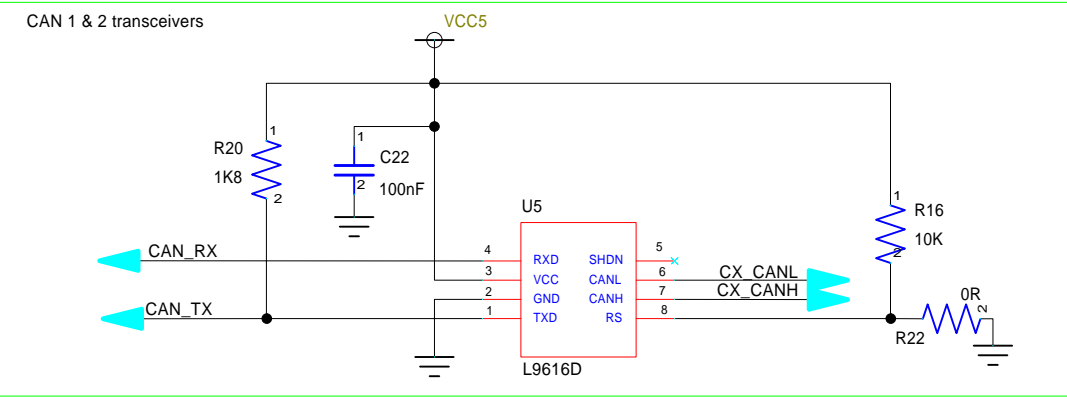 CAN 1 & 2 transceivers
VCC5
1
R20
1K8
2
1
C22
2
100nF
U5
1
R16
10K
2
CAN_RX
4
RXD
SHDN
5
3
VCC
CANL
6
CX_CANL
2
GND
CANH
7
CX_CANH
CAN_TX
1
TXD
RS
8
0R
2
R22
L9616D